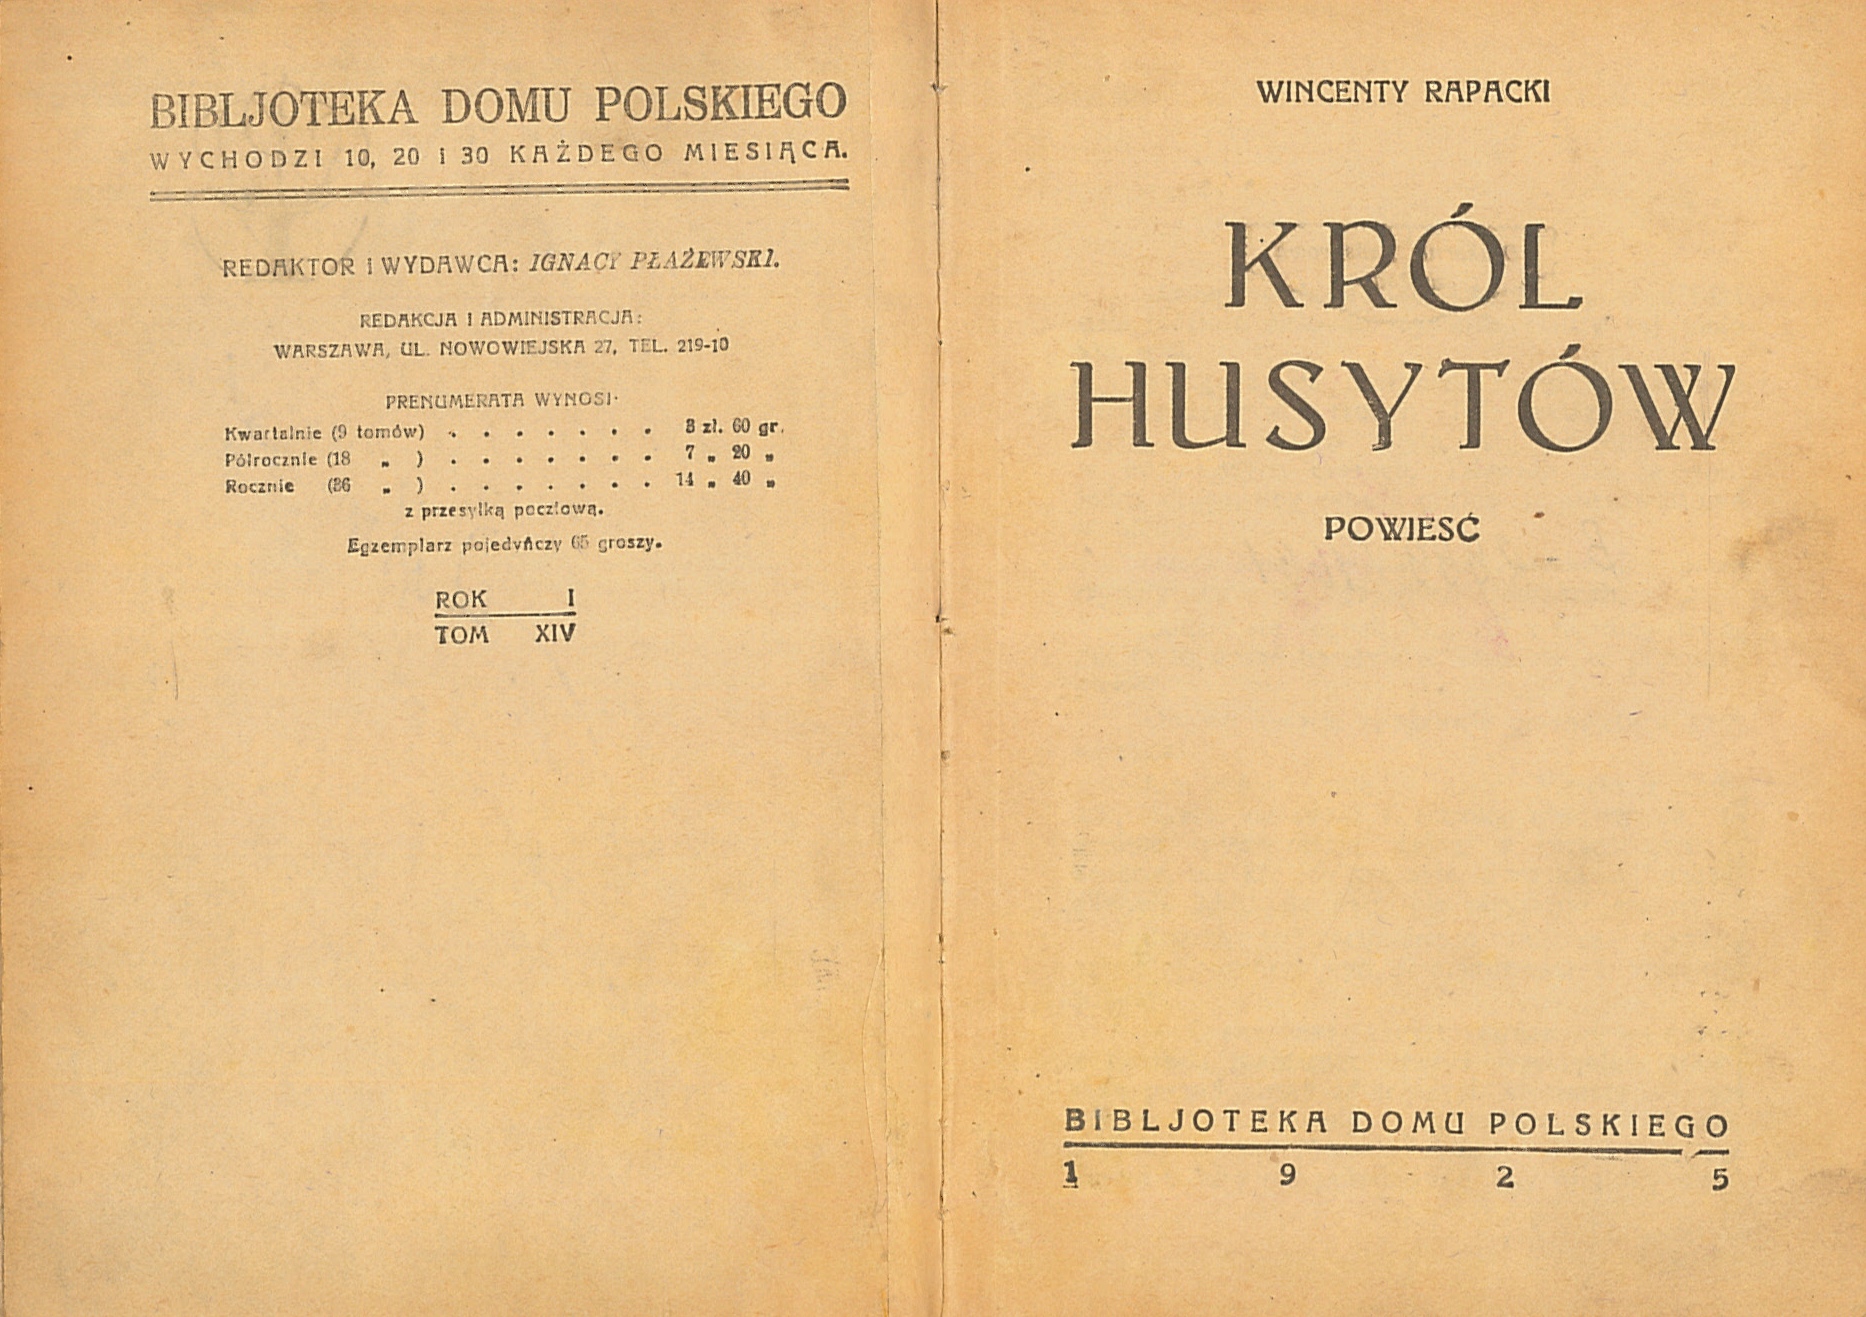 BIBLJOTEKA DOMU POLSKIEGO
WYCHODZI 10, 20 i 30 KAŻDEGO MIESIĄCA.
REDAKTOR i WYDAWCA: IGNACY PŁAŻEWSKI.
REDAKCJA I ADMINISTRACJA:
WARSZAWA, UL. NOWOWIEJSKA 27, TEL. 219-10
PRENUMERATA WYNOSI·
Kwartalnie (9 tomów) . . . . . . . 3 zł. 60 gr.
Półrocznie (18 „ ) . . . . . . . 7 „ 20 „
Rocznie (36 „ ) . . . . . . . 14 „ 40 „
z przesyłką pocztową.
Egzemplarz pojedyńczy 65 groszy.
ROK I
TOM XIV
WINCENTY RAPACKI
KRÓL
HUSYTÓW
POWIESĆ
BIBLJOTEKA DOMU POLSKIEGO
1 9 2 5